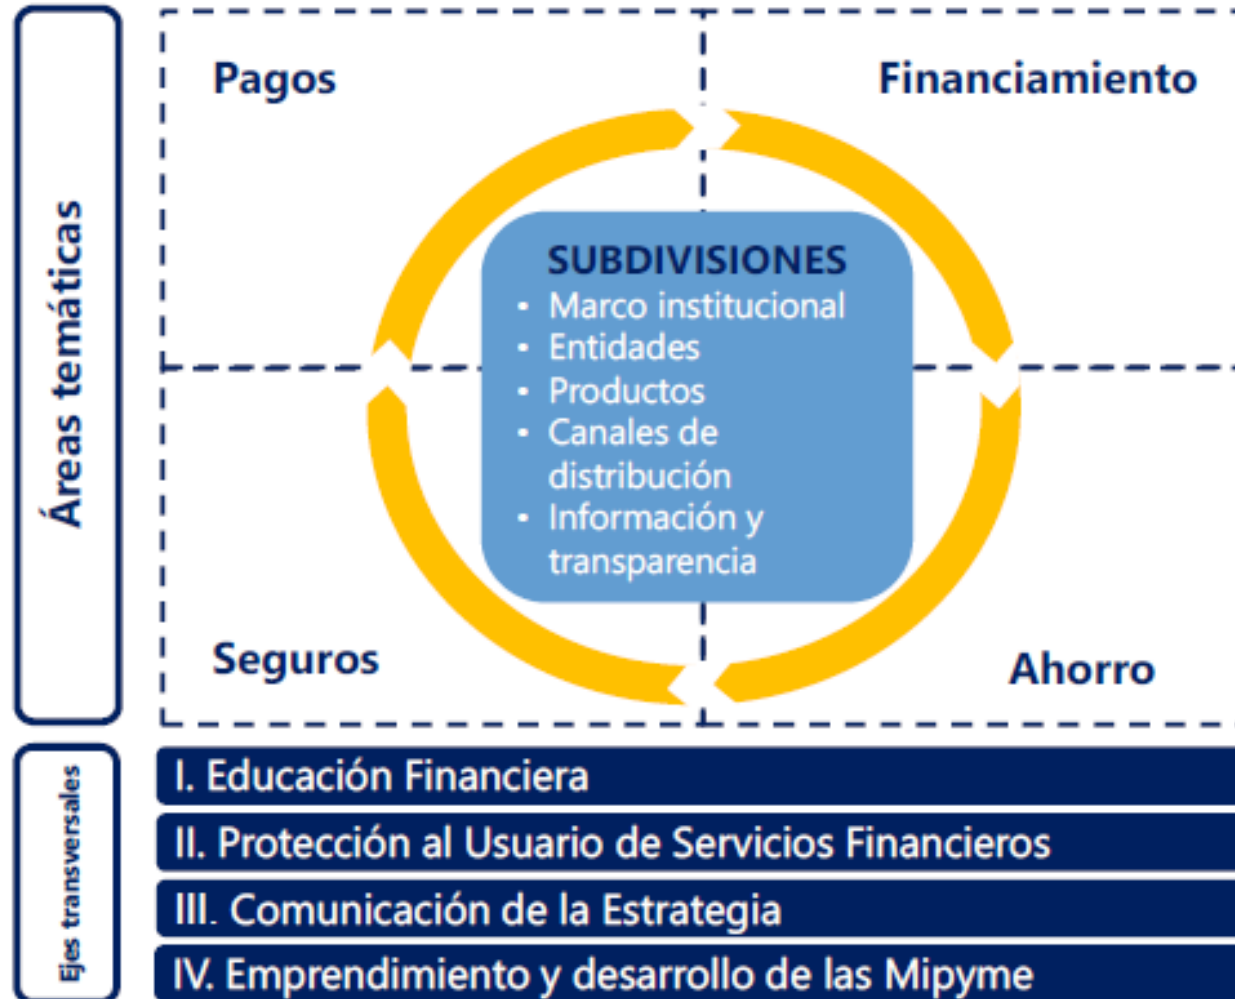 Áreas temáticas
Pagos
Financiamiento
SUBDIVISIONES
• Marco institucional
• Entidades
• Productos
• Canales de
distribución
• Información y
transparencia
Seguros
Ahorro
Ejes transversales
I. Educación Financiera
II. Protección al Usuario de Servicios Financieros
III. Comunicación de la Estrategia
IV. Emprendimiento y desarrollo de las Mipyme